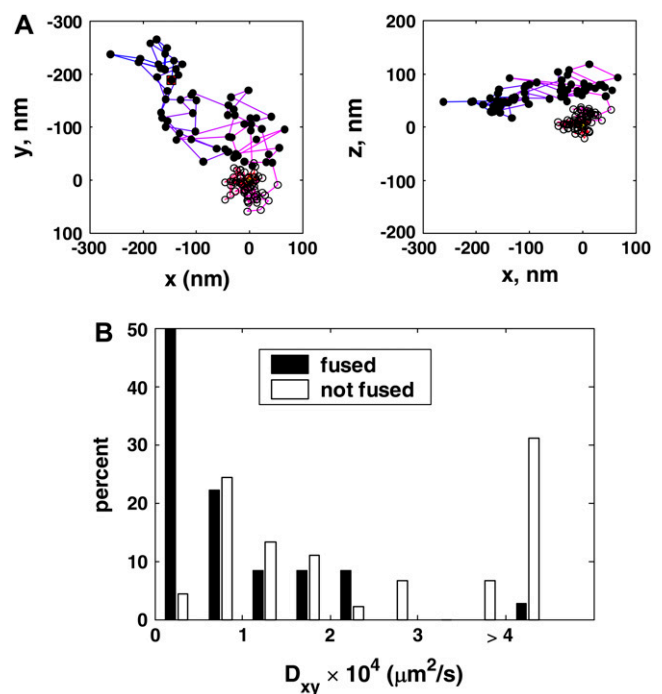 A
-300
-200
-100
0
100
y, nm
-300 -200 -100 0 100
x (nm)
200
100
0
-100
-200
z, nm
-300 -200 -100 0 100
x, nm
B
50
40
30
20
10
0
percent
fused
not fused
0 1 2 3 > 4
D_xy × 10^4 (μm^2/s)